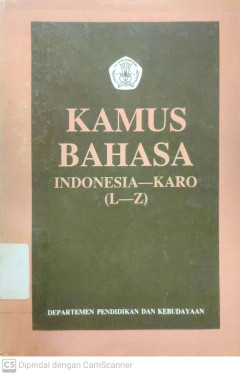 KAMUS
BAHASA
INDONESIA—KARO
(L—Z)
DEPARTEMEN PENDIDIKAN DAN KEBUDAYAAN
CS Dipindai dengan CamScanner